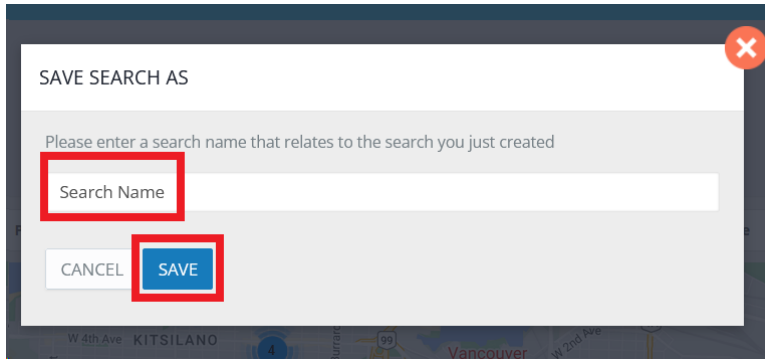 SAVE SEARCH AS
Please enter a search name that relates to the search you just created
Search Name
CANCEL SAVE
W 4th Ave KITSILANO
4
99
Vancouver
W 2nd Ave